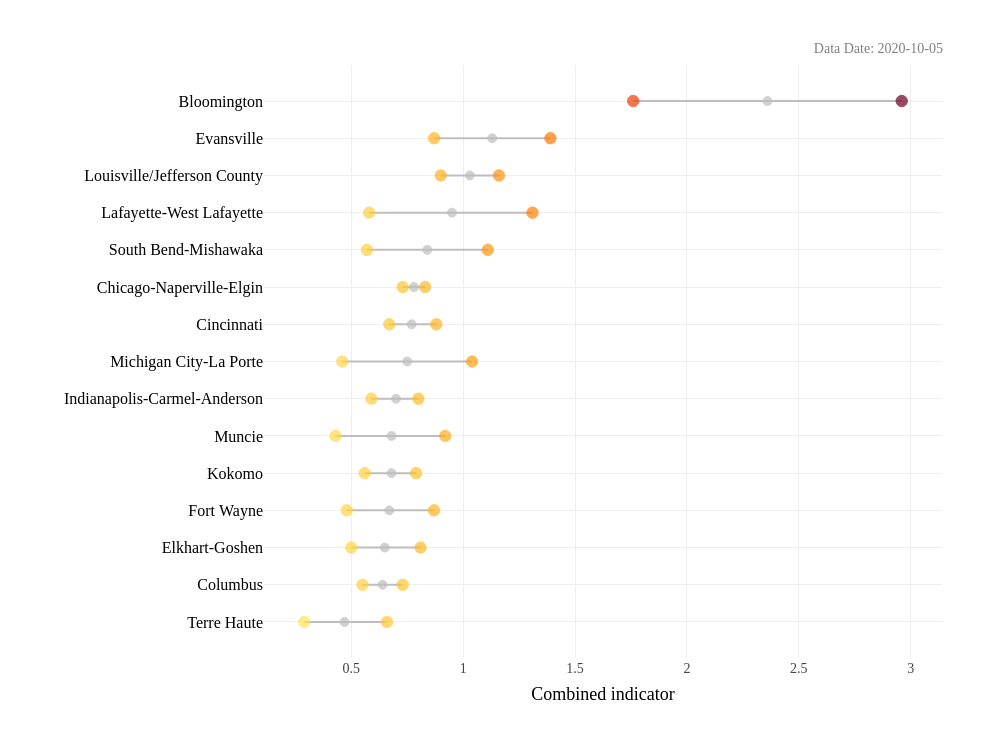 Data Date: 2020-10-05
Bloomington
Evansville
Louisville/Jefferson County
Lafayette-West Lafayette
South Bend-Mishawaka
Chicago-Naperville-Elgin
Cincinnati
Michigan City-La Porte
Indianapolis-Carmel-Anderson
Muncie
Kokomo
Fort Wayne
Elkhart-Goshen
Columbus
Terre Haute
0.5 1 1.5 2 2.5 3
Combined indicator